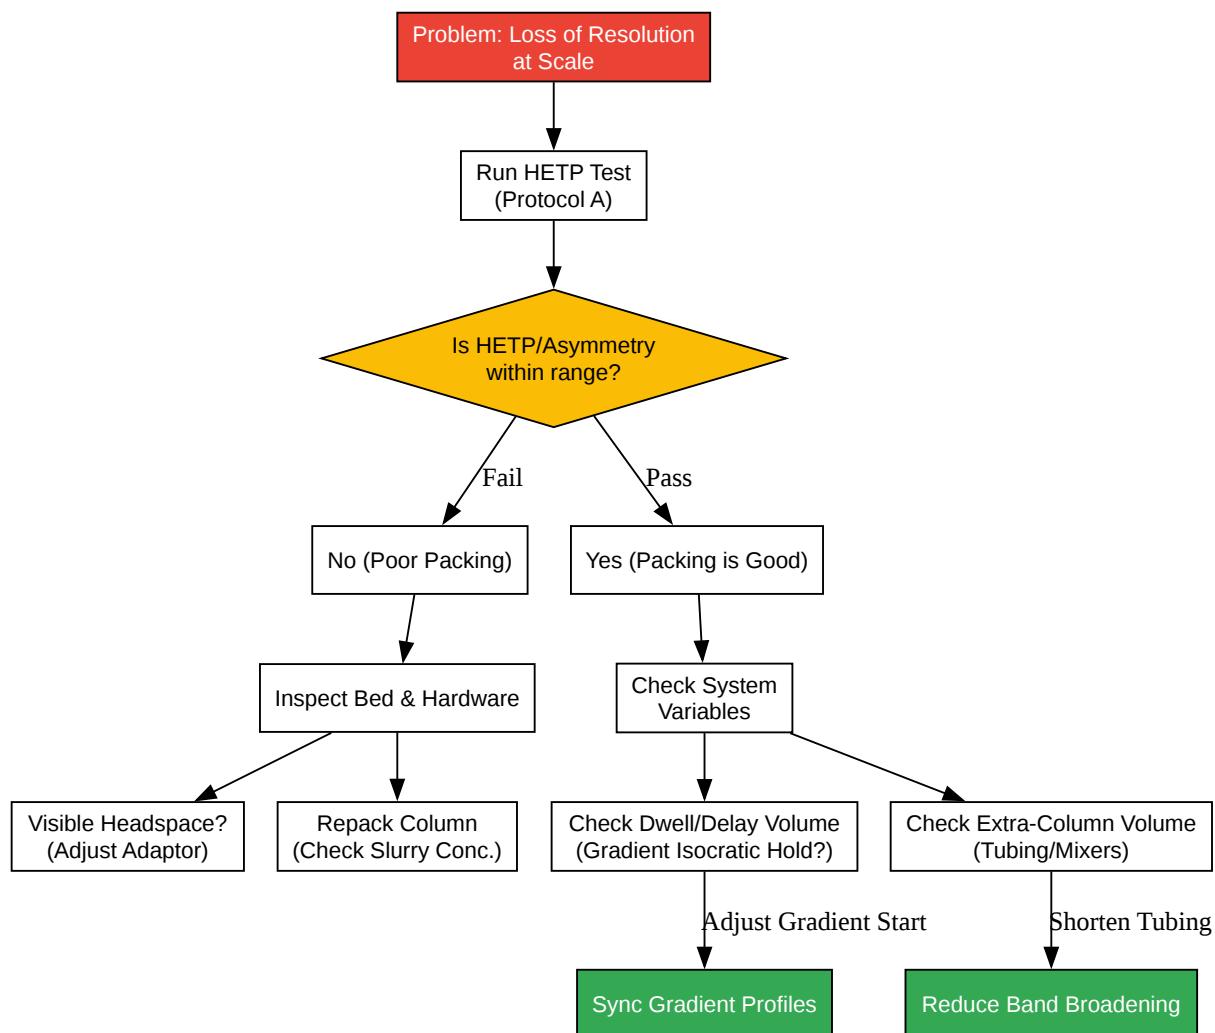 Problem: Loss of Resolution
at Scale
Run HETP Test
(Protocol A)
Is HETP/Asymmetry
within range?
Fail
Pass
No (Poor Packing)
Yes (Packing is Good)
Inspect Bed & Hardware
Check System
Variables
Visible Headspace?
(Adjust Adaptor)
Repack Column
(Check Slurry Conc.)
Check Dwell/Delay Volume
(Gradient Isocratic Hold?)
Check Extra-Column Volume
(Tubing/Mixers)
Adjust Gradient Start
Shorten Tubing
Sync Gradient Profiles
Reduce Band Broadening